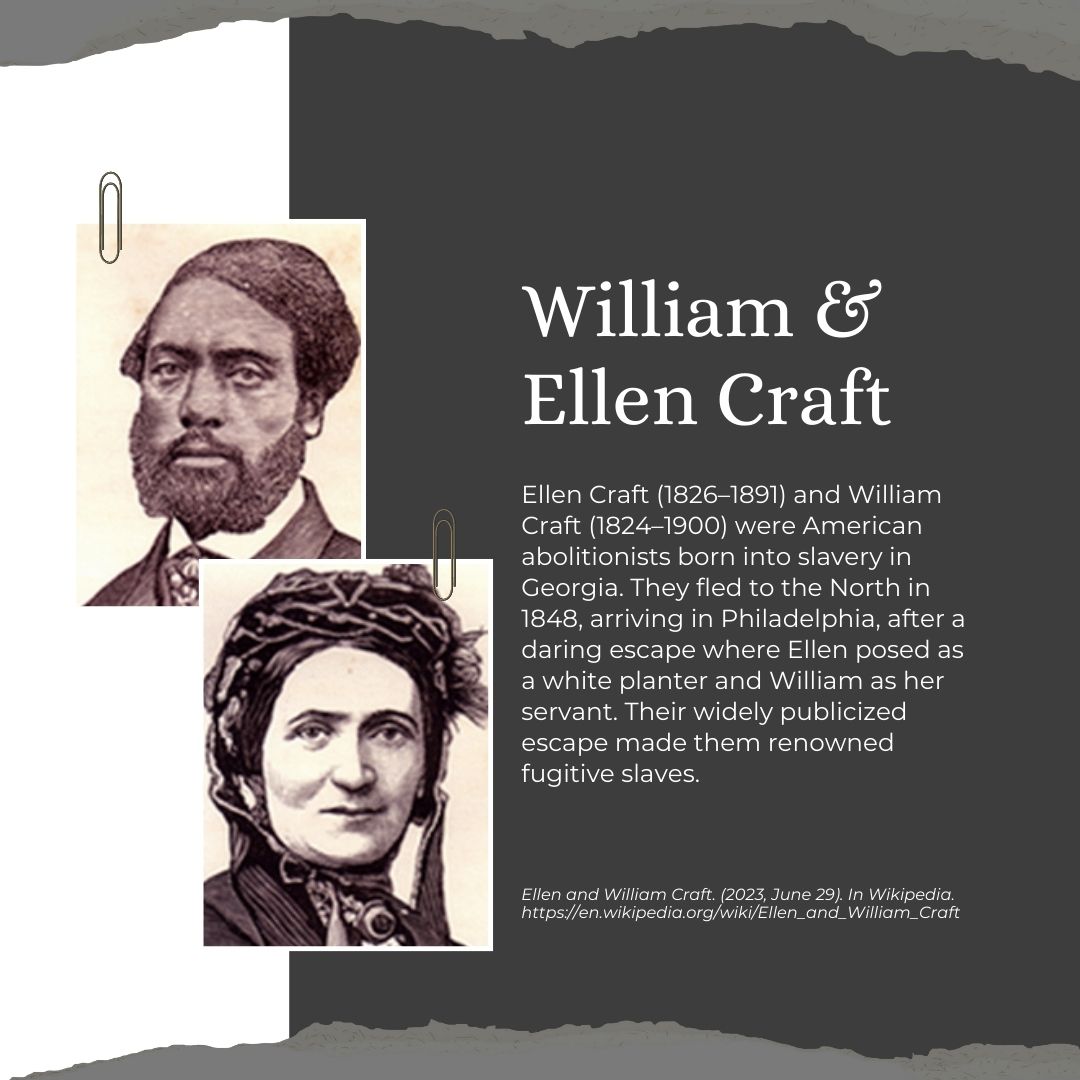 William &
Ellen Craft
Ellen Craft (1826–1891) and William
Craft (1824–1900) were American
abolitionists born into slavery in
Georgia. They fled to the North in
1848, arriving in Philadelphia, after a
daring escape where Ellen posed as
a white planter and William as her
servant. Their widely publicized
escape made them renowned
fugitive slaves.
Ellen and William Craft. (2023, June 29). In Wikipedia.
https://en.wikipedia.org/wiki/Ellen_and_William_Craft